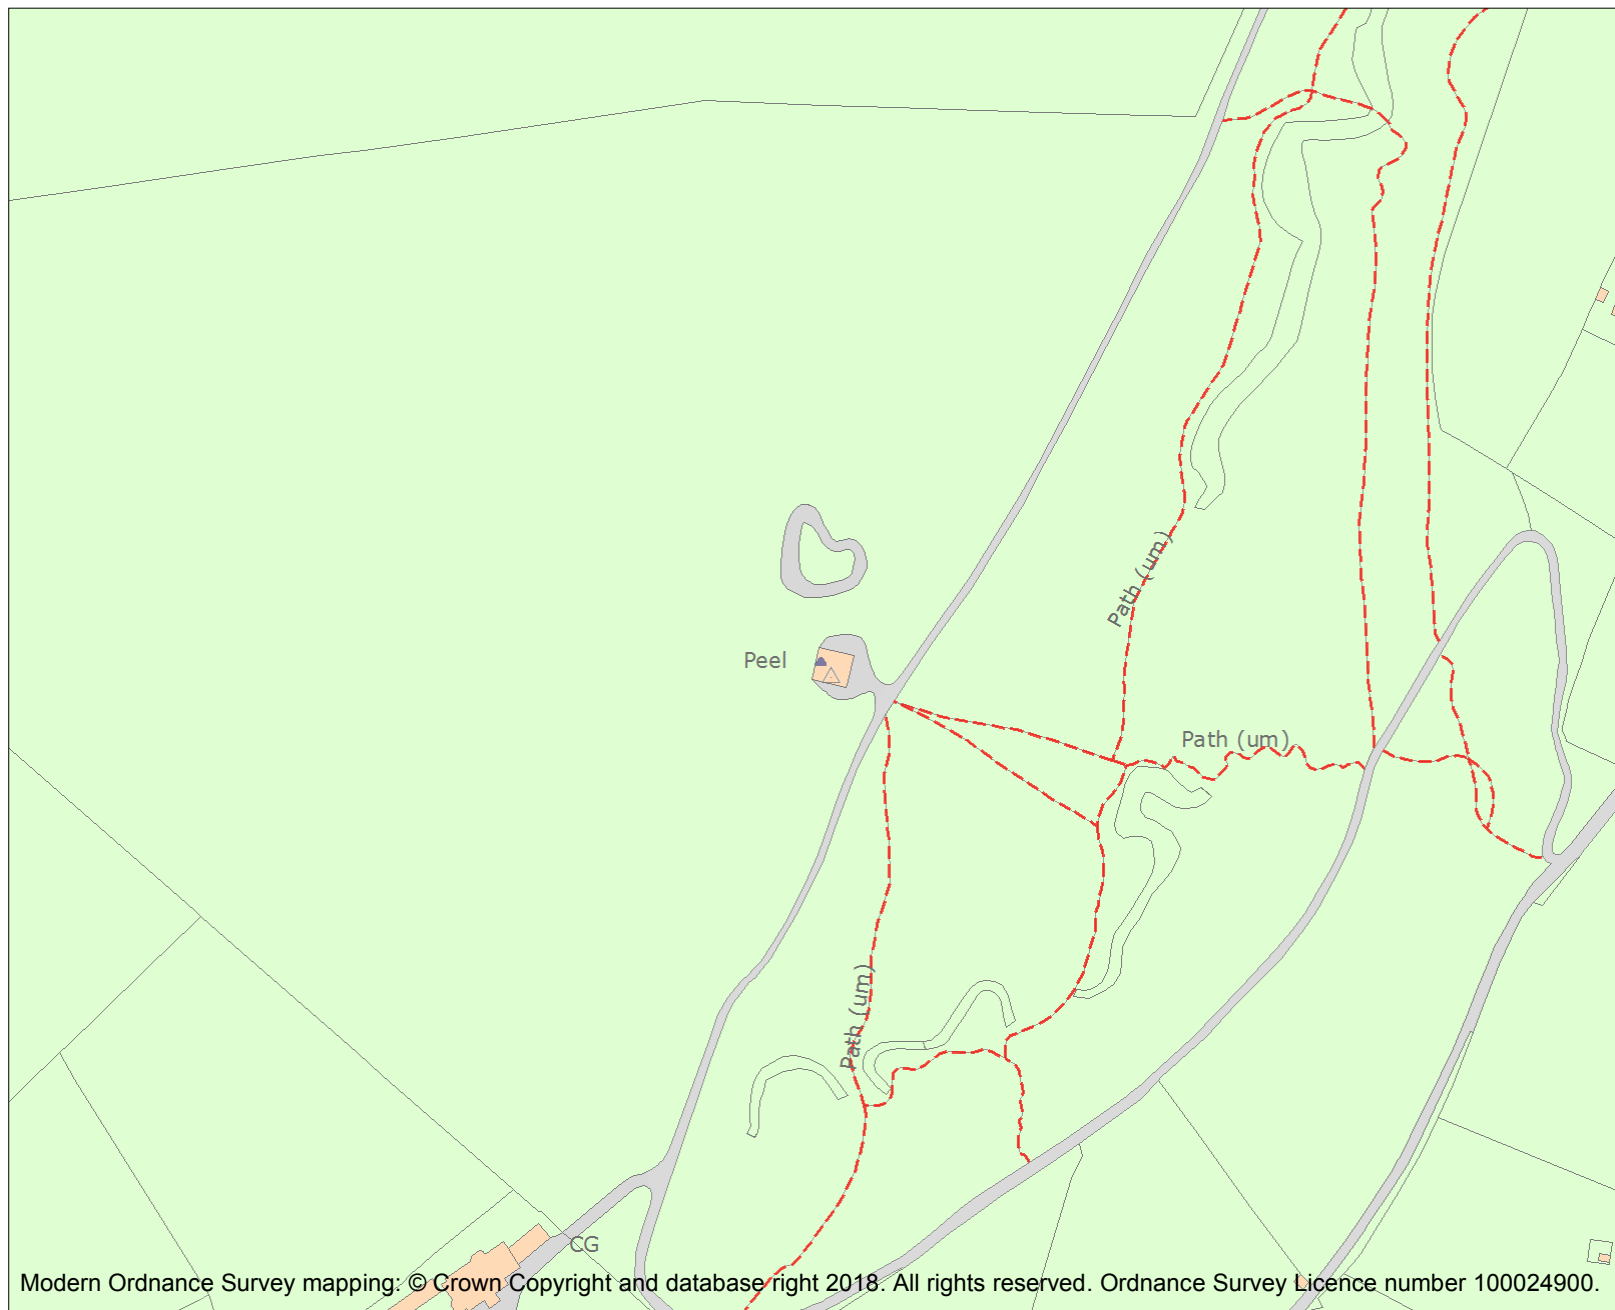 Path (um)
Peel
Path (um)
Path (um)
CG
Modern Ordnance Survey mapping: © Crown Copyright and database right 2018. All rights reserved. Ordnance Survey Licence number 100024900.